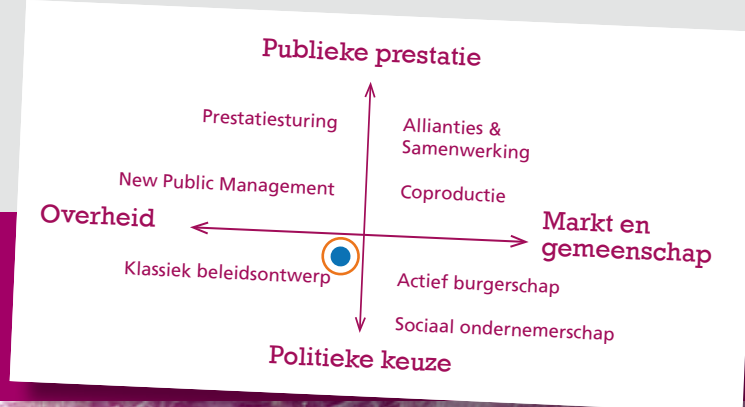 Publieke prestatie
Prestatiesturing
Allianties &
Samenwerking
New Public Management
Coproductie
Overheid
Markt en
gemeenschap
Klassiek beleidsontwerp
Actief burgerschap
Sociaal ondernemerschap
Politieke keuze